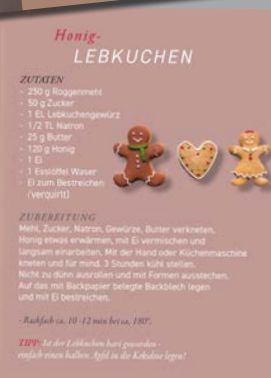 Honig-
LEBKUCHEN
ZUTATEN
- 250 g Roggenmehl
- 50 g Zucker
- 1 EL Lebkuchengewürz
- 1/2 TL Natron
- 25 g Butter
- 120 g Honig
- 1 Ei
- 1 Esslöffel Waser
- Ei zum Bestreichen
(verquirlt)
ZUBEREITUNG
Mehl, Zucker, Natron, Gewürze, Butter verkneten,
Honig etwas erwärmen, mit Ei vermischen und
langsam einarbeiten. Mit der Hand oder Küchenmaschine
kneten und für mind. 3 Stunden kühl stellen.
Nicht zu dünn ausrollen und mit Formen ausstechen.
Auf das mit Backpapier belegte Backblech legen
und mit Ei bestreichen.
- Backfach ca. 10 -12 min bei ca. 180°.
TIPP: Ist der Lebkuchen hart geworden -
einfach einen halben Apfel in die Keksdose legen!